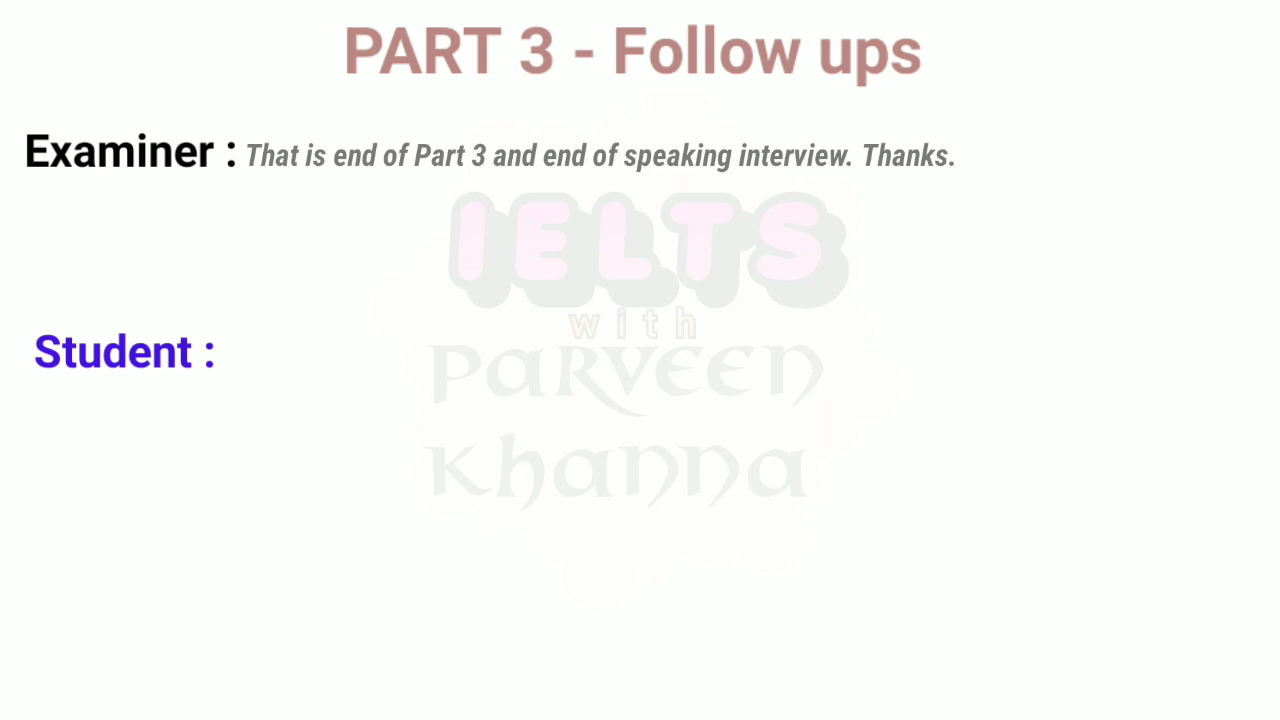 PART 3 - Follow ups
Examiner : That is end of Part 3 and end of speaking interview. Thanks.
IELTS
with
PARVEEN
Khanna
Student :